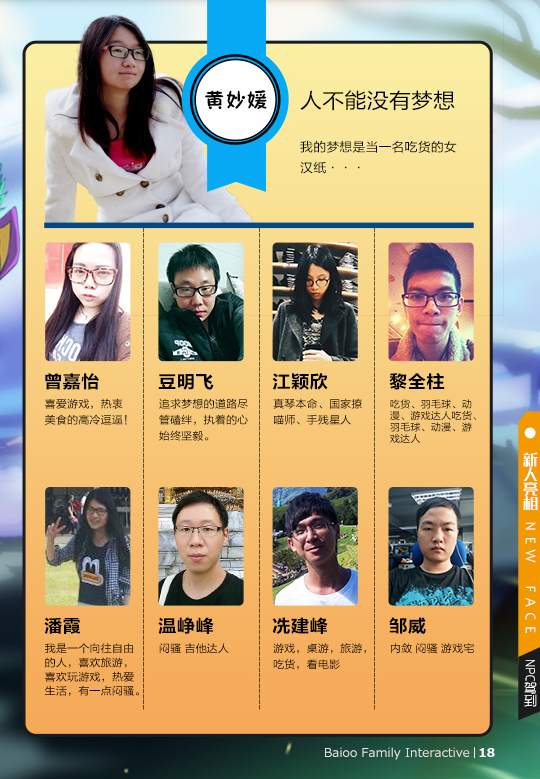 黄妙媛
人不能没有梦想
我的梦想是当一名吃货的女
汉纸···
曾嘉怡
喜爱游戏，热衷
美食的高冷逗逼！
豆明飞
追求梦想的道路尽
管磕绊，执着的心
始终坚毅。
江颖欣
真琴本命、国家撩
喵师、手残星人
黎全柱
吃货、羽毛球、动
漫、游戏达人吃货、
羽毛球、动漫、游
戏达人
潘霞
我是一个向往自由
的人，喜欢旅游，
喜欢玩游戏，热爱
生活，有一点闷骚。
温峥峰
闷骚 吉他达人
冼建峰
游戏，桌游，旅游，
吃货，看电影
邹威
内敛 闷骚 游戏宅
新人亮相 NEW FACE
Baioo Family Interactive | 18